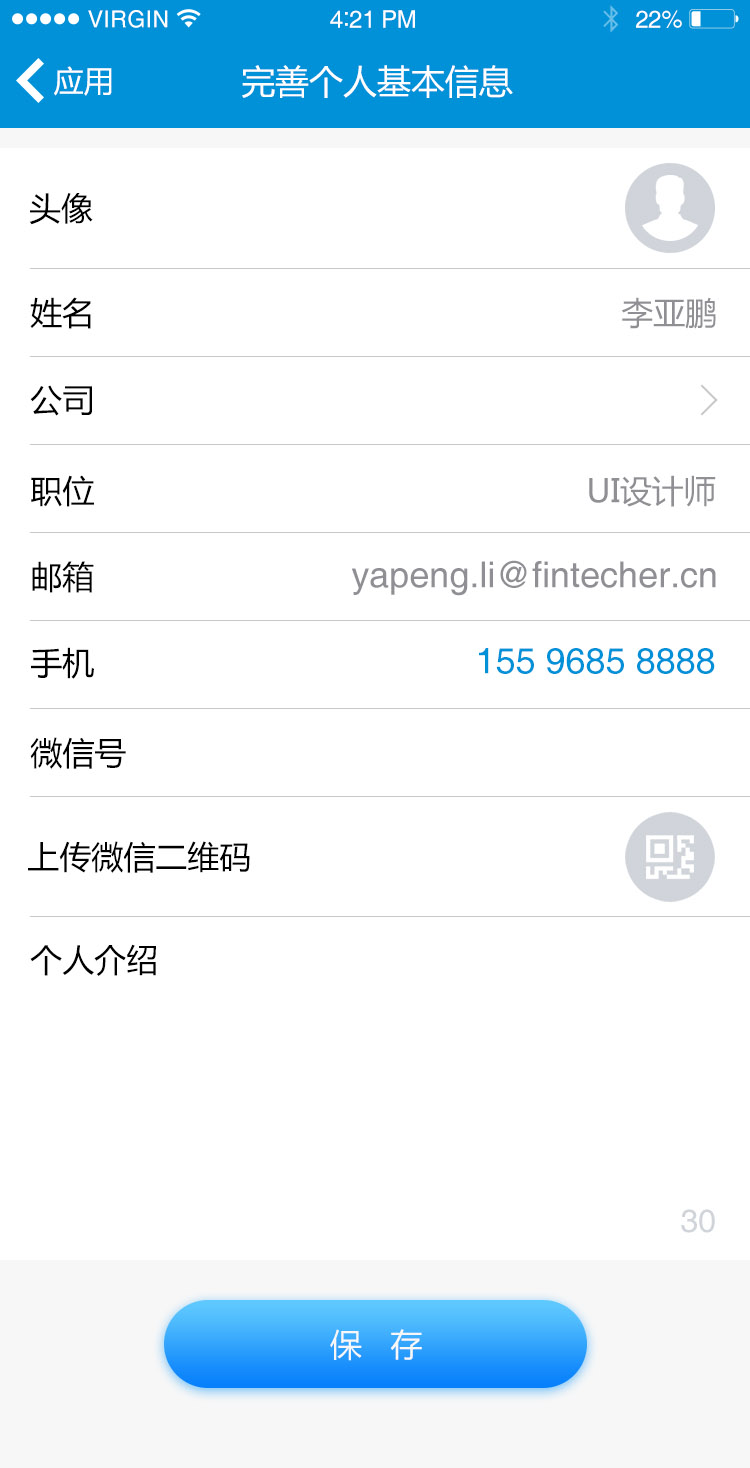 VIRGIN 4:21 PM 22%
应用 完善个人基本信息
头像
姓名 李亚鹏
公司
职位 UI设计师
邮箱 yapeng.li@fintecher.cn
手机 155 9685 8888
微信号
上传微信二维码
个人介绍
30
保 存